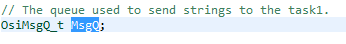 // The queue used to send strings to the task1.
OsiMsgQ_t MsgQ;